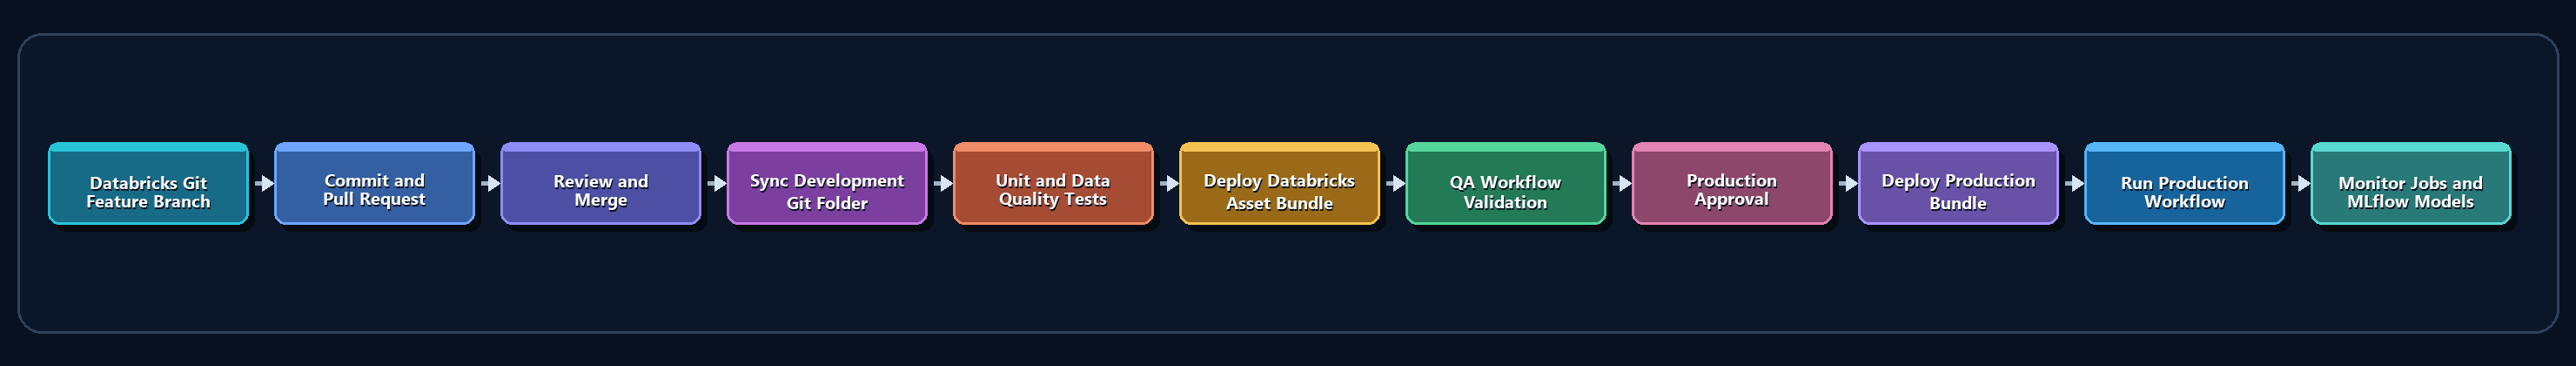 Databricks Git
Feature Branch
Commit and
Pull Request
Review and
Merge
Sync Development
Git Folder
Unit and Data
Quality Tests
Deploy Databricks
Asset Bundle
QA Workflow
Validation
Production
Approval
Deploy Production
Bundle
Run Production
Workflow
Monitor Jobs and
MLflow Models